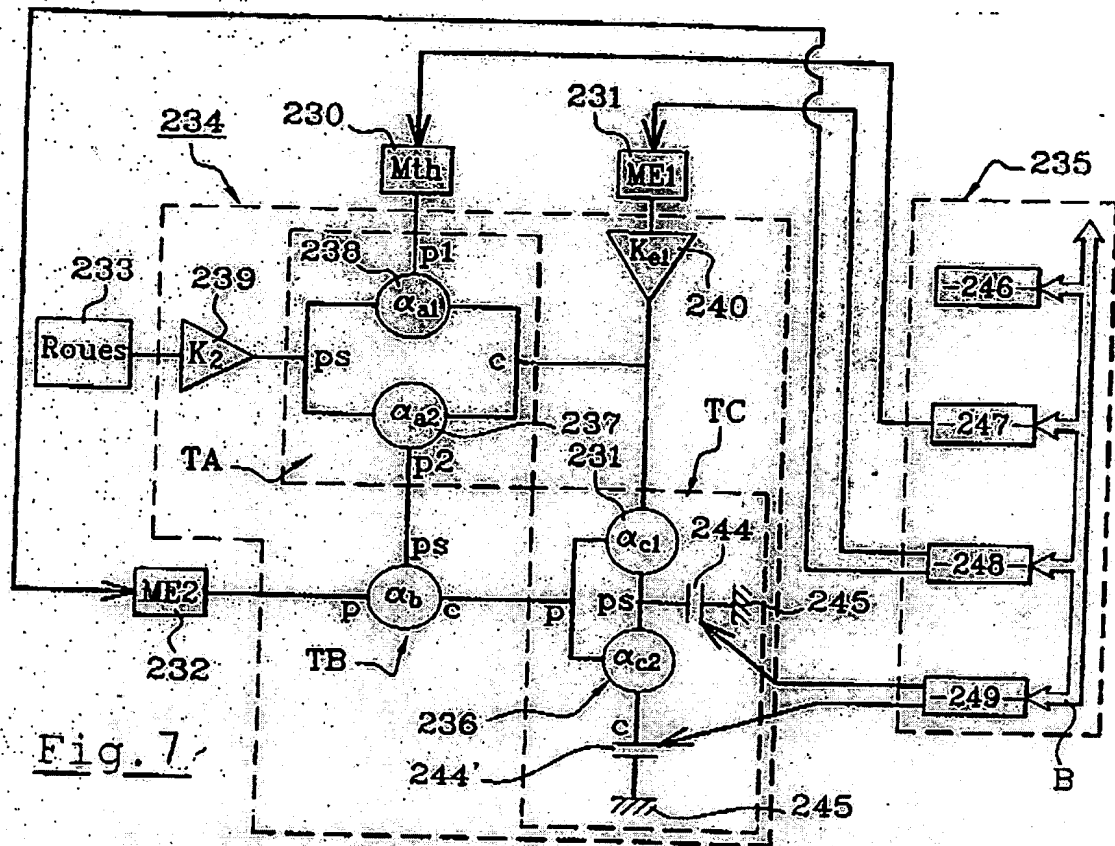 230
231
234
235
Mth
ME1
238
p1
Ke1
233
239
240
αa1
-246-
Roues
K2
ps
c
αa2
237
TC
-247-
TA
p2
231
244
αc1
ps
-248-
ME2
p
αb
c
p
ps
245
232
TB
αc2
-249-
236
c
Fig. 7
244'
245
B